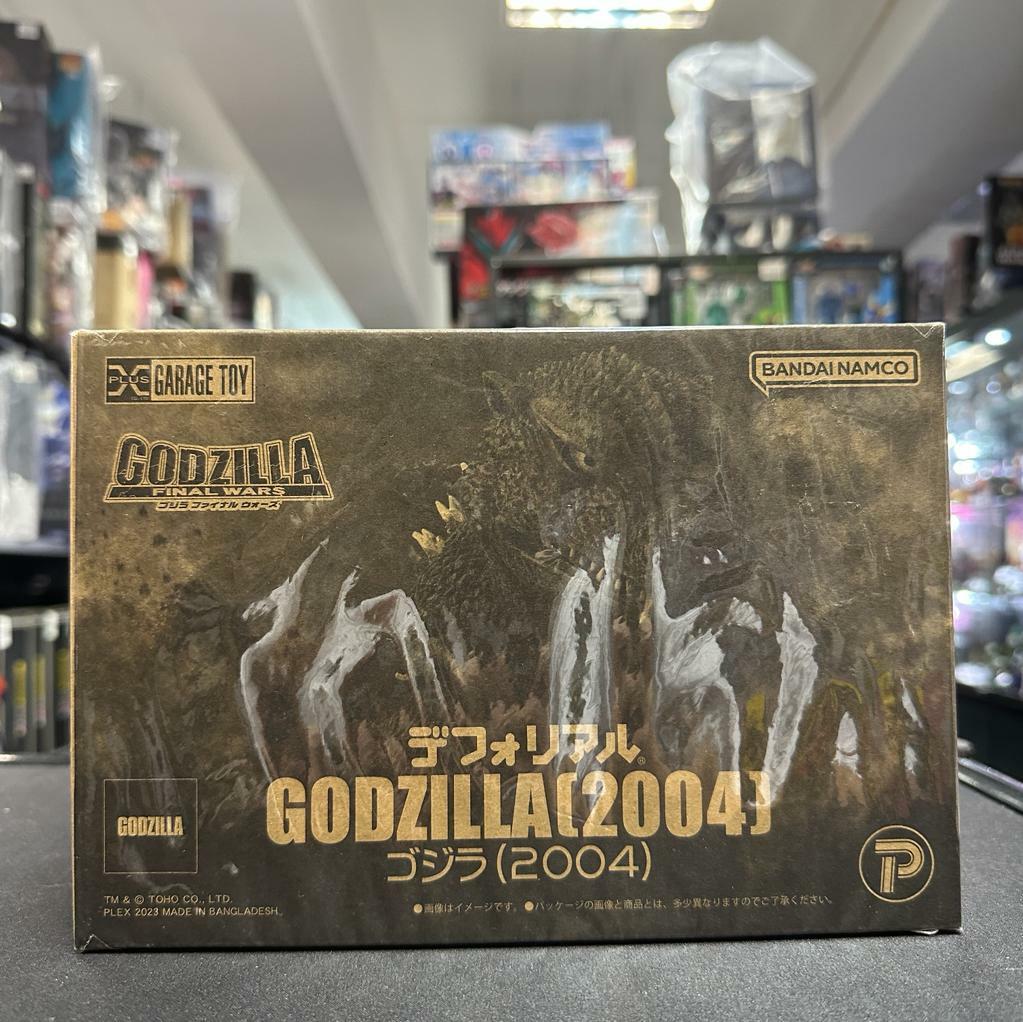 X PLUS GARAGE TOY
BANDAI NAMCO
GODZILLA
FINAL WARS
ゴジラ ファイナル ウォーズ
デフォリアル®
GODZILLA(2004)
ゴジラ(2004)
GODZILLA
P
TM & © TOHO CO., LTD.
PLEX 2023 MADE IN BANGLADESH
●画像はイメージです。●パッケージの画像と商品とは、多少異なりますのでご了承ください。